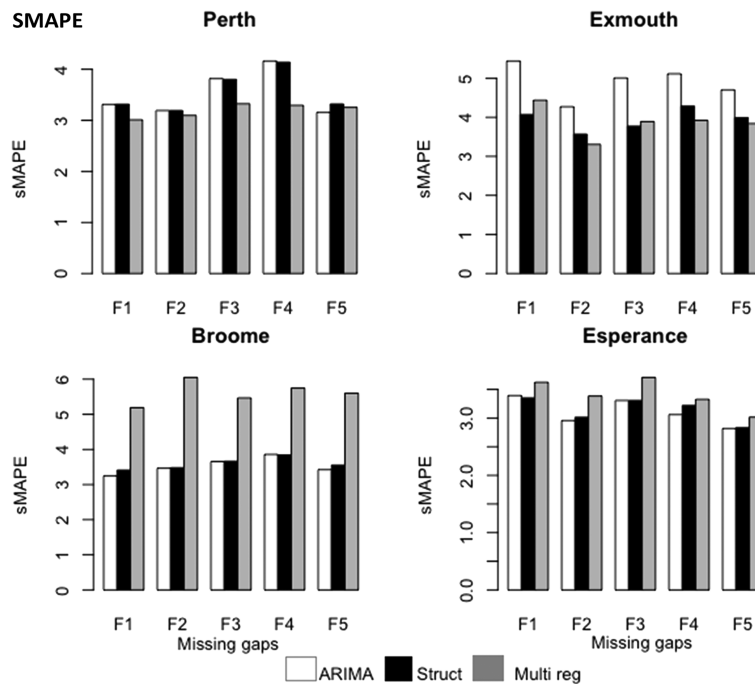 SMAPE
Perth
sMAPE
0
1
2
3
4
F1 F2 F3 F4 F5
Exmouth
sMAPE
0
1
2
3
4
5
F1 F2 F3 F4 F5
Broome
sMAPE
0
1
2
3
4
5
6
F1 F2 F3 F4 F5
Missing gaps
Esperance
sMAPE
0.0
1.0
2.0
3.0
F1 F2 F3 F4 F5
Missing gaps
ARIMA Struct Multi reg